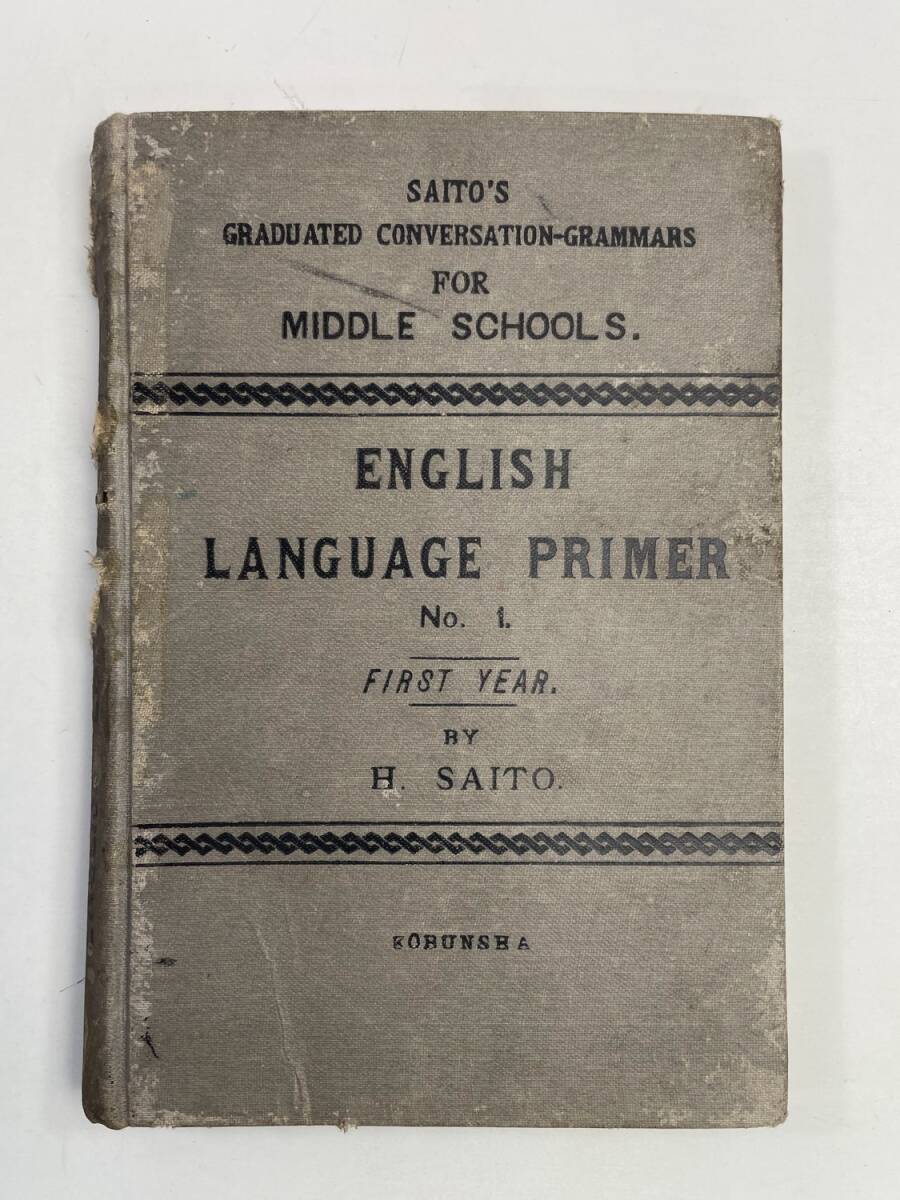 SAITO'S
GRADUATED CONVERSATION-GRAMMARS
FOR
MIDDLE SCHOOLS.
ENGLISH
LANGUAGE PRIMER
No. 1.
FIRST YEAR.
BY
H. SAITO.
KOBUNSHA